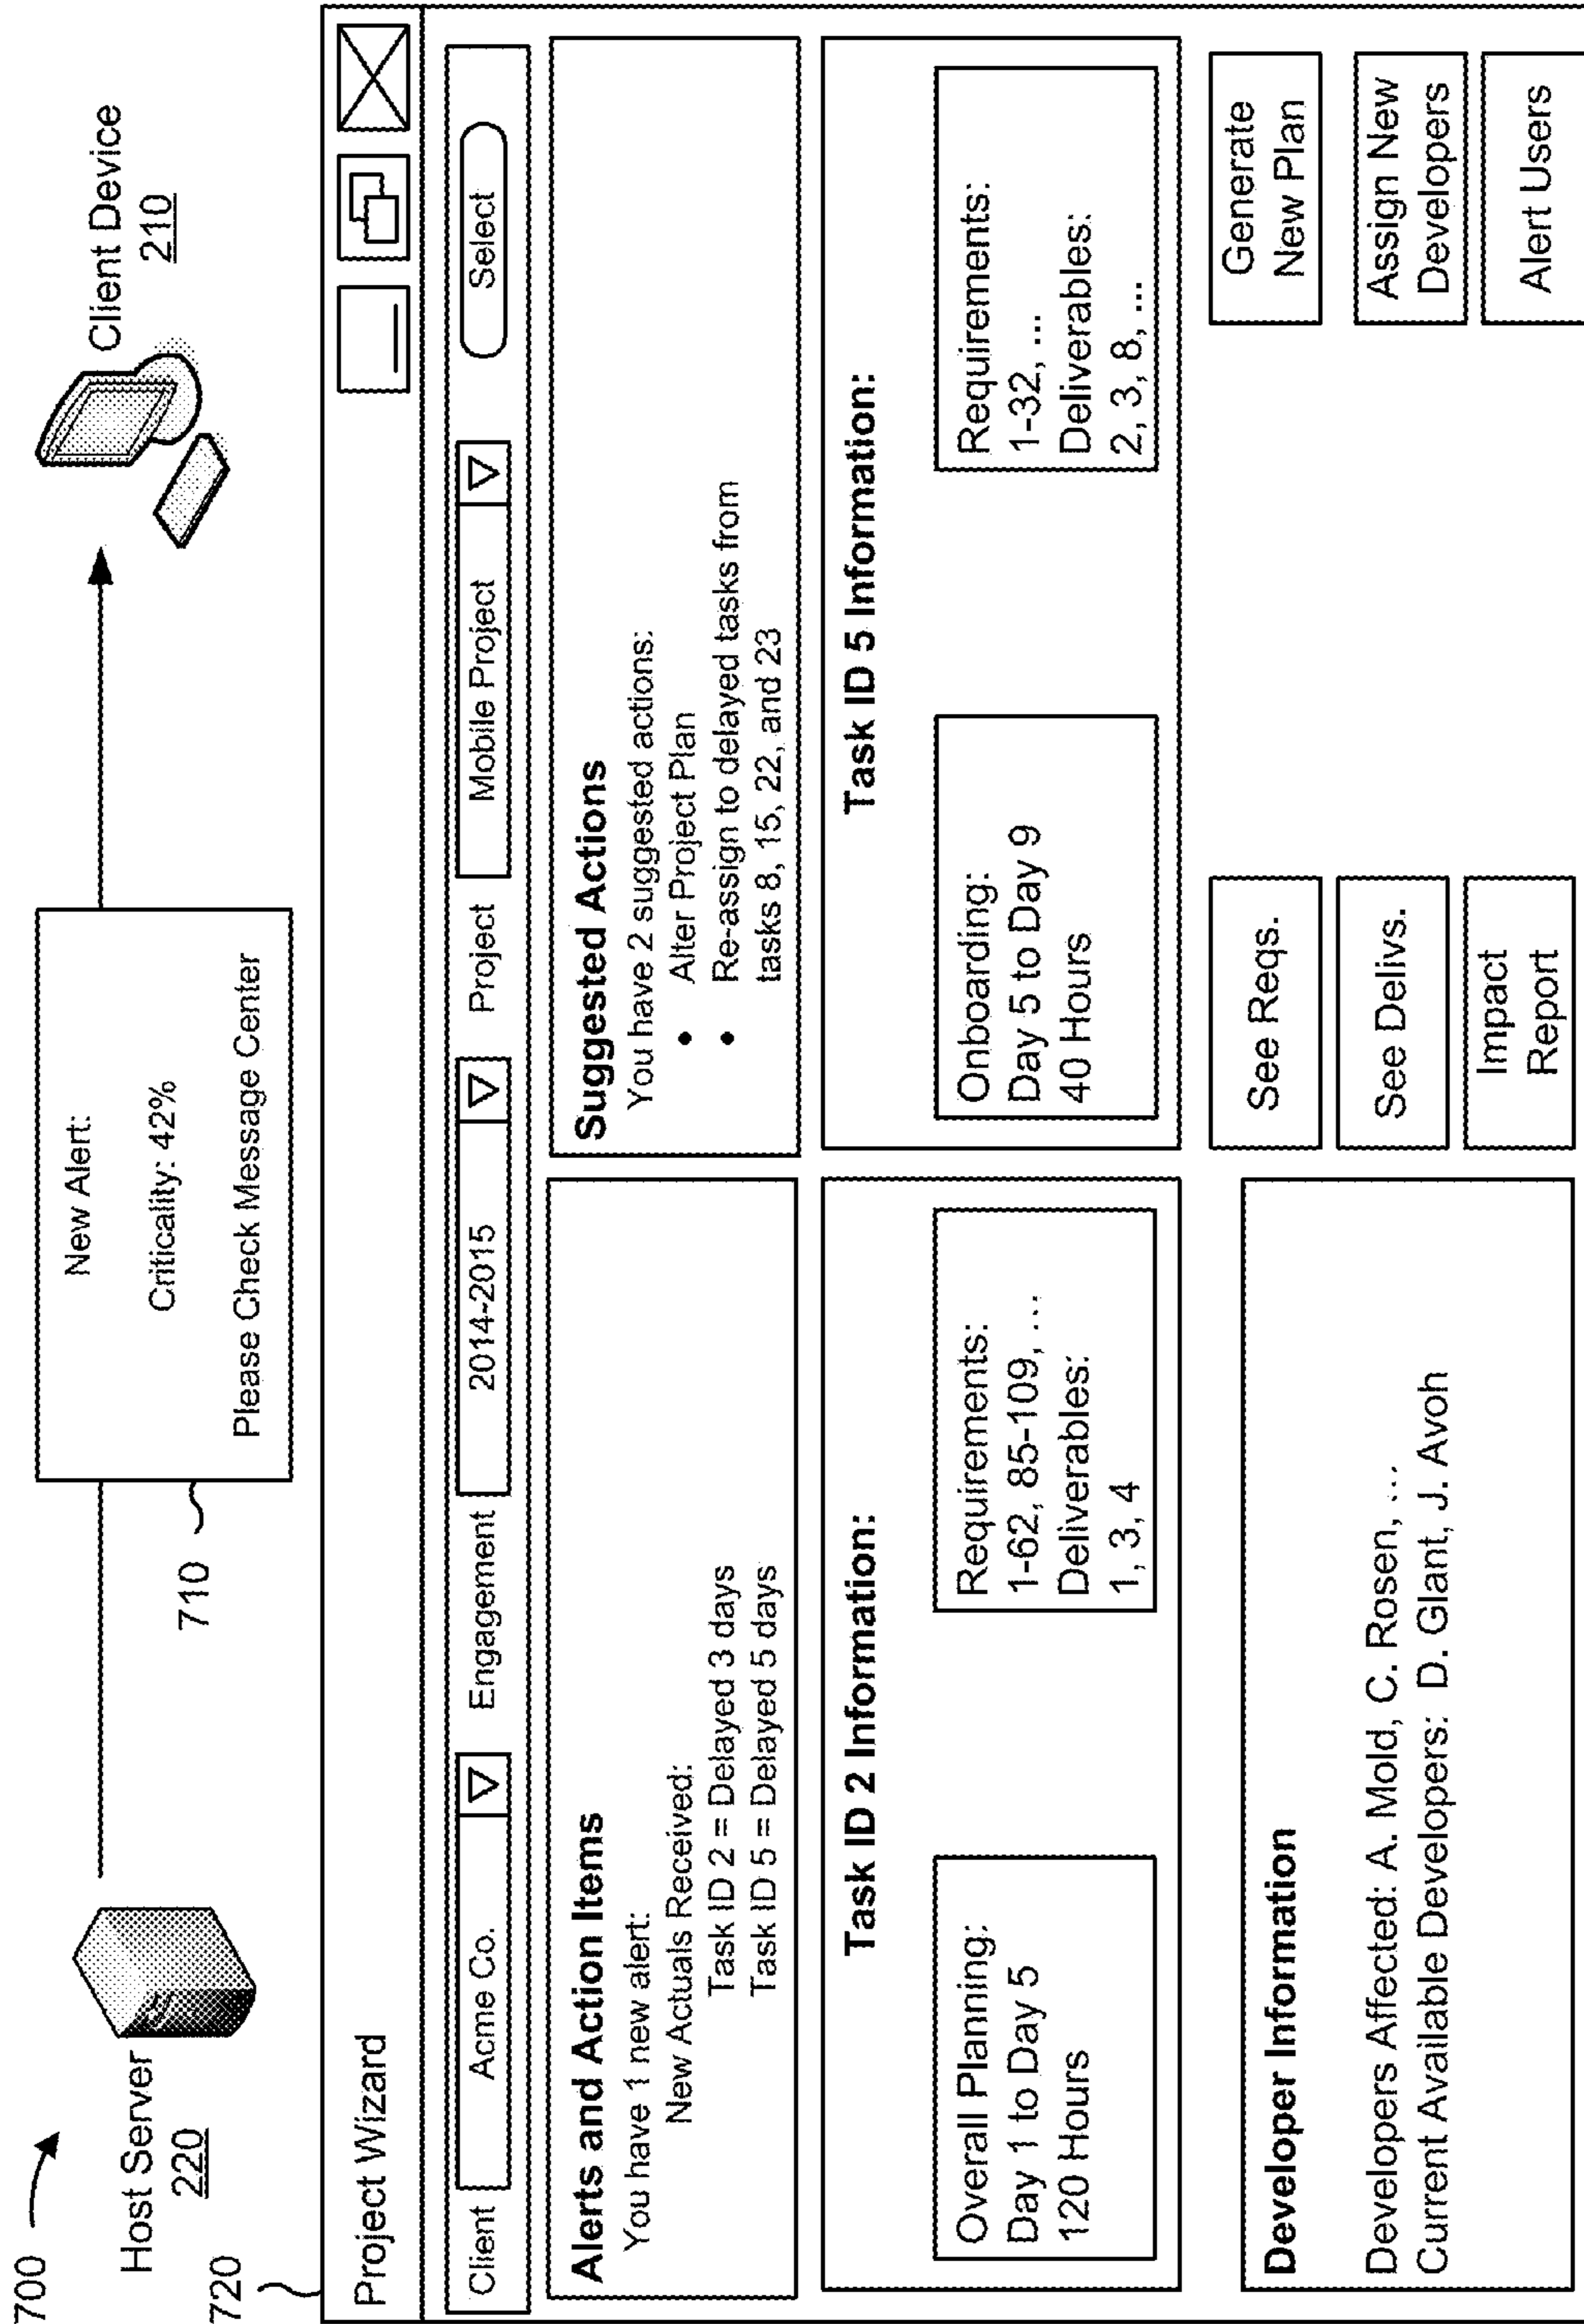 700
Host Server
220
New Alert:
Criticality: 42%
Please Check Message Center
710
Client Device
210
720
Project Wizard
Client
Acme Co.
Engagement
2014-2015
Project
Mobile Project
Select
Alerts and Action Items
You have 1 new alert:
New Actuals Received:
Task ID 2 = Delayed 3 days
Task ID 5 = Delayed 5 days
Suggested Actions
You have 2 suggested actions:
• Alter Project Plan
• Re-assign to delayed tasks from
tasks 8, 15, 22, and 23
Task ID 2 Information:
Overall Planning:
Day 1 to Day 5
120 Hours
Requirements:
1-62, 85-109, ...
Deliverables:
1, 3, 4
Task ID 5 Information:
Onboarding:
Day 5 to Day 9
40 Hours
Requirements:
1-32, ...
Deliverables:
2, 3, 8, ...
Developer Information
Developers Affected: A. Mold, C. Rosen, ...
Current Available Developers: D. Glant, J. Avoh
See Reqs.
See Delivs.
Impact
Report
Generate
New Plan
Assign New
Developers
Alert Users